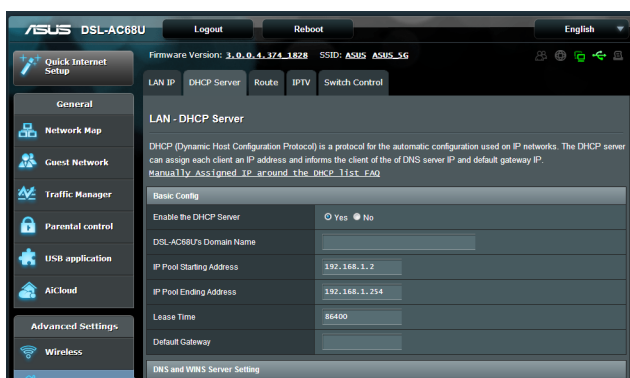 ASUS DSL-AC68U Logout Reboot English
Quick Internet Setup
Firmware Version: 3.0.0.4.374_1828 SSID: ASUS ASUS_5G
LAN IP DHCP Server Route IPTV Switch Control
General
Network Map
Guest Network
Traffic Manager
Parental control
USB application
AiCloud
Advanced Settings
Wireless
LAN - DHCP Server
DHCP (Dynamic Host Configuration Protocol) is a protocol for the automatic configuration used on IP networks. The DHCP server
can assign each client an IP address and informs the client of the of DNS server IP and default gateway IP.
Manually Assigned IP around the DHCP list FAQ
Basic Config
Enable the DHCP Server Yes No
DSL-AC68U's Domain Name
IP Pool Starting Address 192.168.1.2
IP Pool Ending Address 192.168.1.254
Lease Time 86400
Default Gateway
DNS and WINS Server Setting